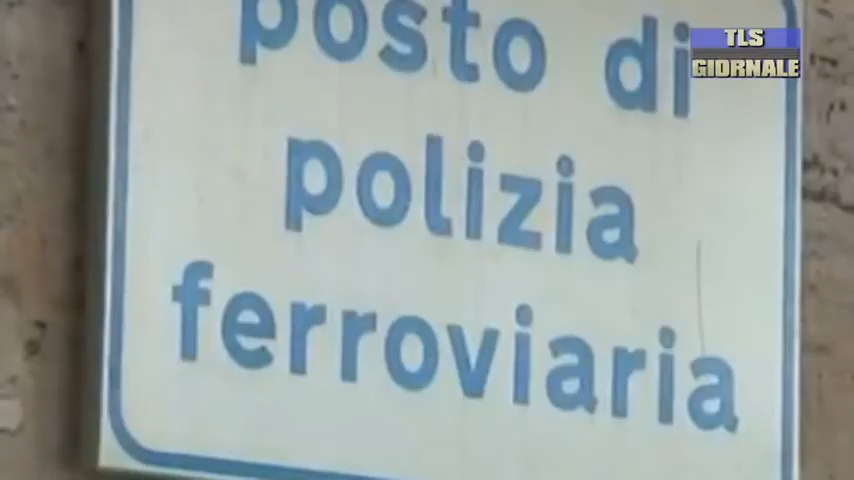 posto di
polizia
ferroviaria
TLS
GIORNALE